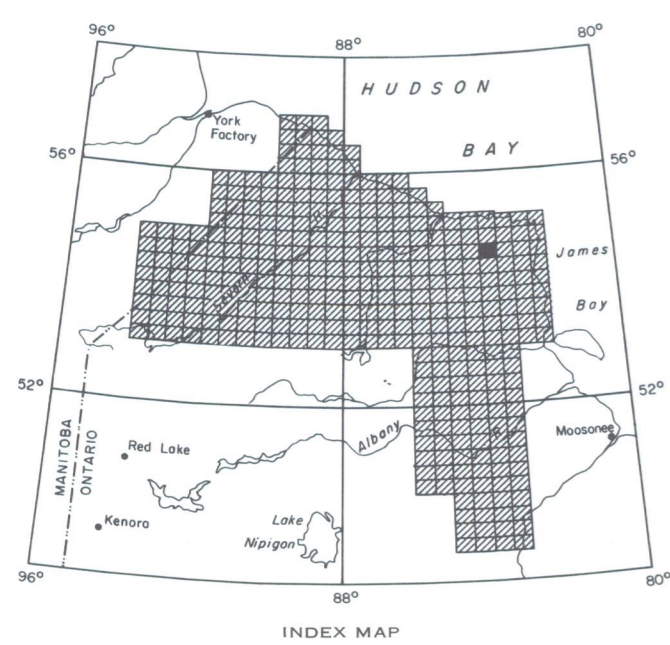 96°
88°
80°
HUDSON
York
Factory
BAY
56°
56°
James
Severn
R
Bay
52°
52°
MANITOBA
ONTARIO
Albany
R
Moosonee
Red Lake
Kenora
Lake
Nipigon
96°
88°
80°
INDEX MAP